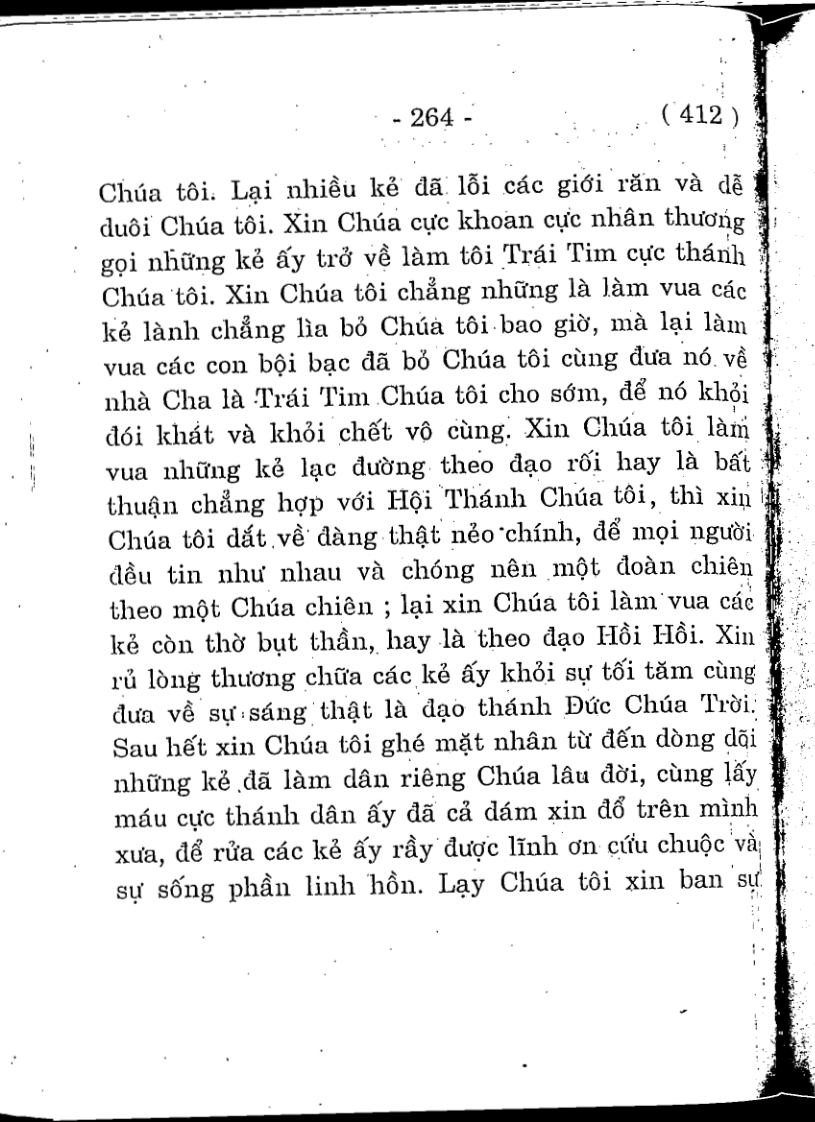 - 264 - ( 412 )
Chúa tôi. Lại nhiều kẻ đã lỗi các giới răn và dễ
duôi Chúa tôi. Xin Chúa cực khoan cực nhân thương
gọi những kẻ ấy trở về làm tôi Trái Tim cực thánh
Chúa tôi. Xin Chúa tôi chẳng những là làm vua các
kẻ lành chẳng lìa bỏ Chúa tôi bao giờ, mà lại làm
vua các con bội bạc đã bỏ Chúa tôi cùng đưa nó về
nhà Cha là Trái Tim Chúa tôi cho sớm, để nó khỏi
đói khát và khỏi chết vô cùng. Xin Chúa tôi làm
vua những kẻ lạc đường theo đạo rối hay là bất
thuận chẳng hợp với Hội Thánh Chúa tôi, thì xin
Chúa tôi dắt về đàng thật nẻo chính, để mọi người
đều tin như nhau và chóng nên một đoàn chiên
theo một Chúa chiên ; lại xin Chúa tôi làm vua các
kẻ còn thờ bụt thần, hay là theo đạo Hồi Hồi. Xin
rủ lòng thương chữa các kẻ ấy khỏi sự tối tăm cùng
đưa về sự sáng thật là đạo thánh Đức Chúa Trời.
Sau hết xin Chúa tôi ghé mặt nhân từ đến dòng dõi
những kẻ đã làm dân riêng Chúa lâu đời, cùng lấy
máu cực thánh dân ấy đã cả dám xin đổ trên mình
xưa, để rửa các kẻ ấy rầy được lĩnh ơn cứu chuộc và
sự sống phần linh hồn. Lạy Chúa tôi xin ban sự